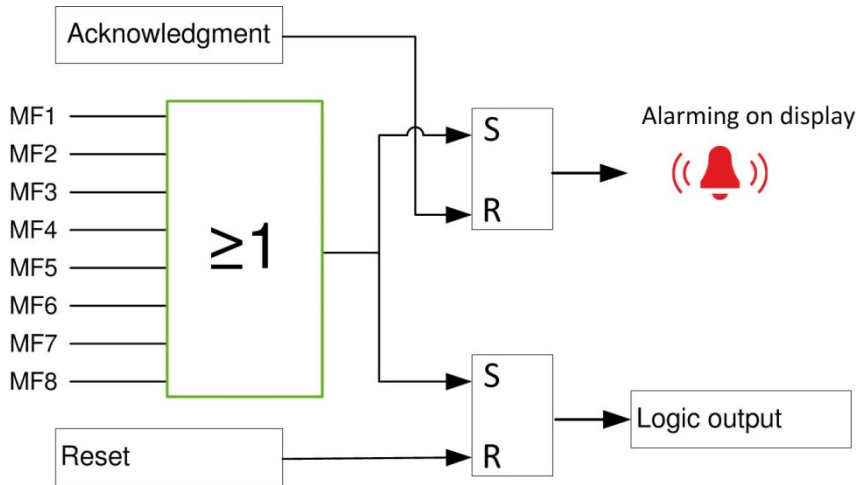 Acknowledgment
MF1
MF2
MF3
MF4
MF5
MF6
MF7
MF8
≥1
S
R
Alarming on display
S
R
Logic output
Reset